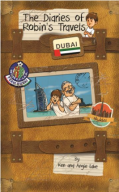 The Diaries of
Robin's Travels
DUBAI
By
Ken and Angie Lake